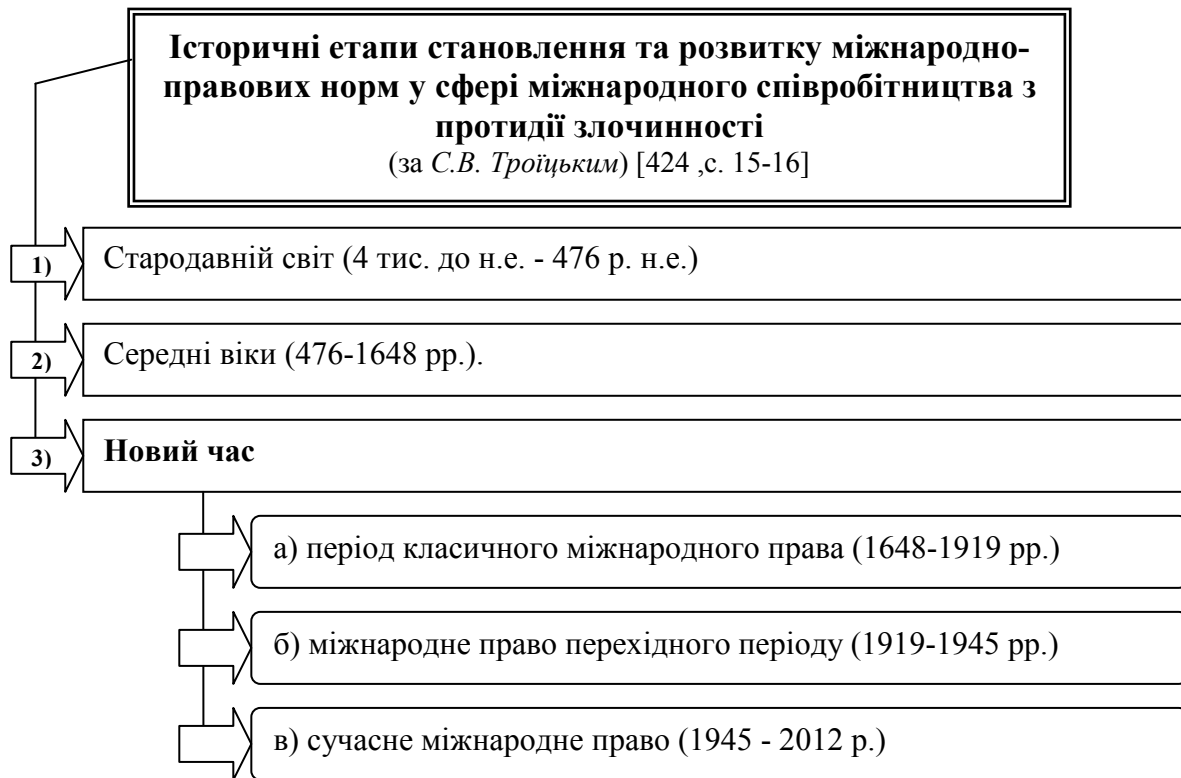 Історичні етапи становлення та розвитку міжнародно-
правових норм у сфері міжнародного співробітництва з
протидії злочинності
(за С.В. Троїцьким) [424 ,с. 15-16]
1) Стародавній світ (4 тис. до н.е. - 476 р. н.е.)
2) Середні віки (476-1648 рр.).
3) Новий час
а) період класичного міжнародного права (1648-1919 рр.)
б) міжнародне право перехідного періоду (1919-1945 рр.)
в) сучасне міжнародне право (1945 - 2012 р.)